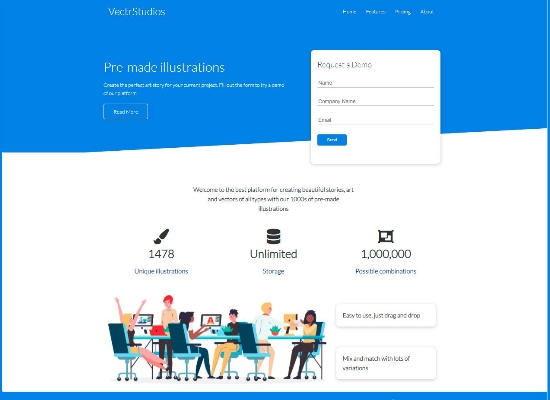 VectrStudios
Home Features Pricing About
Pre-made illustrations
Create the perfect art story for your current project. Fill out the form to try a demo
of our platform
Read More
Request a Demo
Name
Company Name
Email
Send
Welcome to the best platform for creating beautiful stories, art
and vectors of all types with our 1000s of pre-made
illustrations
1478
Unique illustrations
Unlimited
Storage
1,000,000
Possible combinations
Easy to use, just drag and drop
Mix and match with lots of
variations